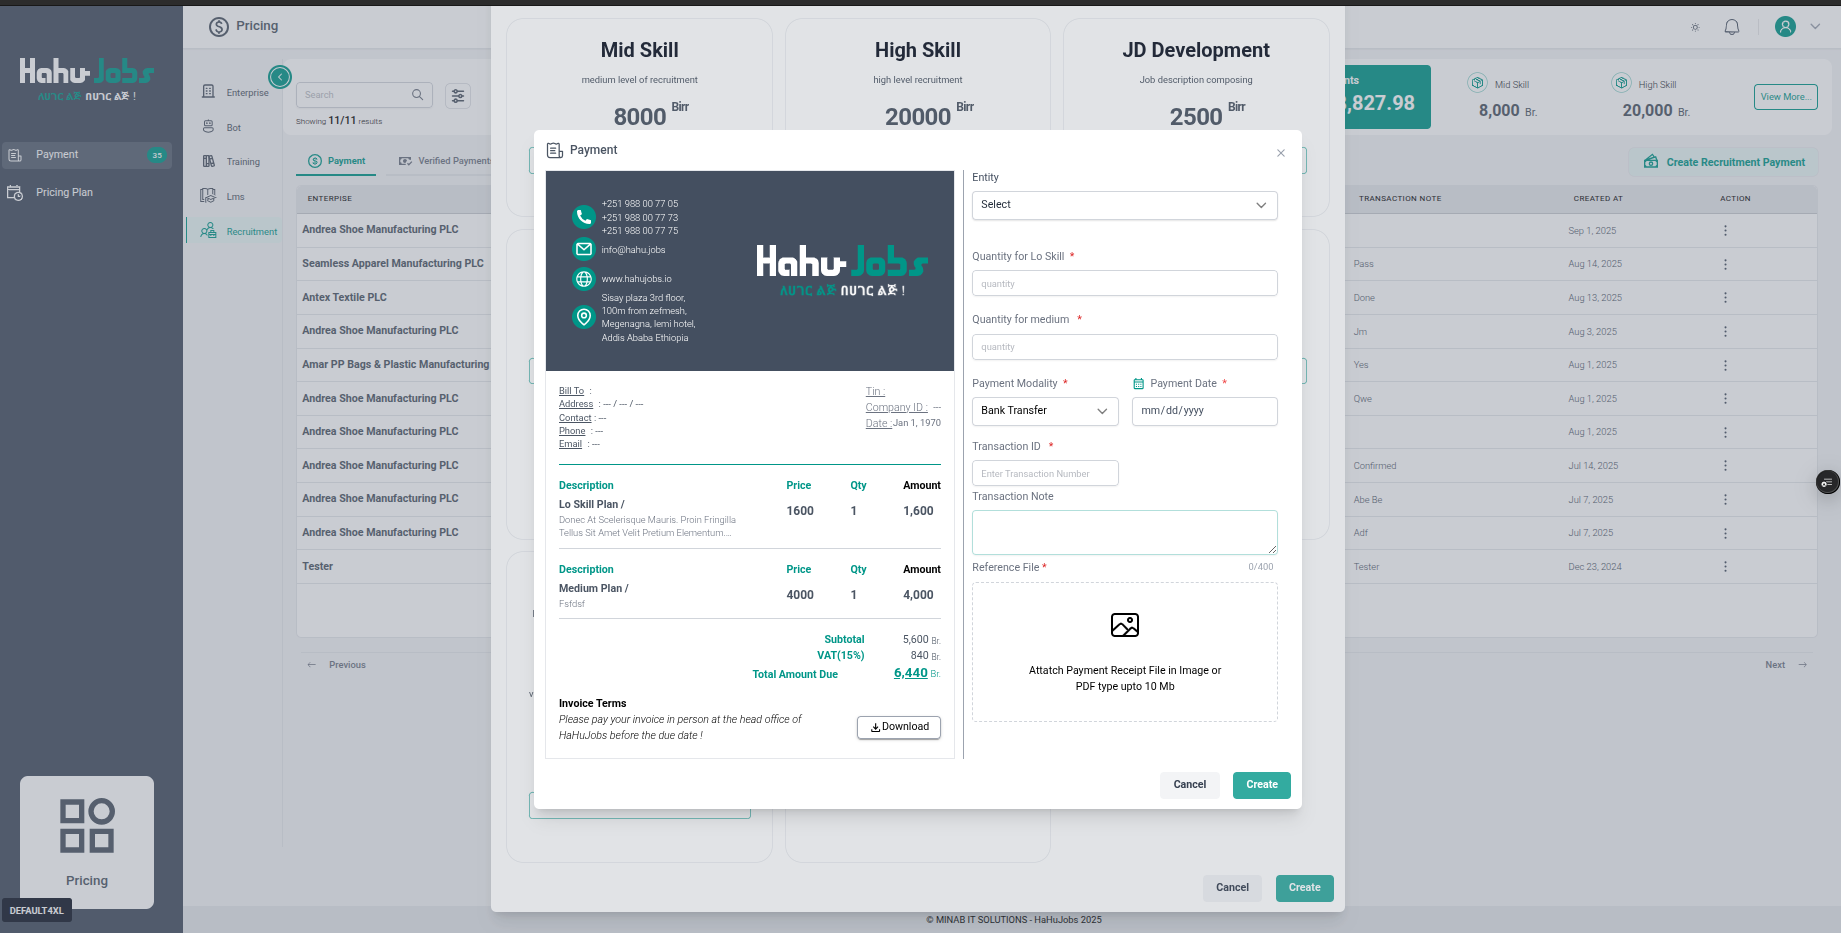 Pricing
HaHu Jobs
ለሀገር ልጅ በሀገር ልጅ !
Payment 35
Pricing Plan
Pricing
DEFAULT4XL
Enterprise
Bot
Training
Lms
Recruitment
Search
Showing 11/11 results
Payment
Verified Payments
ENTERPRISE
Andrea Shoe Manufacturing PLC
Seamless Apparel Manufacturing PLC
Antex Textile PLC
Andrea Shoe Manufacturing PLC
Amar PP Bags & Plastic Manufacturing
Andrea Shoe Manufacturing PLC
Andrea Shoe Manufacturing PLC
Andrea Shoe Manufacturing PLC
Andrea Shoe Manufacturing PLC
Andrea Shoe Manufacturing PLC
Tester
← Previous
Mid Skill
medium level of recruitment
8000 Birr
High Skill
high level recruitment
20000 Birr
JD Development
Job description composing
2500 Birr
Payment
+251 988 00 77 05
+251 988 00 77 73
+251 988 00 77 75
info@hahu.jobs
www.hahujobs.io
Sisay plaza 3rd floor,
100m from zefmesh,
Megenagna, lemi hotel,
Addis Ababa Ethiopia
HaHu Jobs
ለሀገር ልጅ በሀገር ልጅ !
Bill To :
Address : --- / --- / ---
Contact : ---
Phone : ---
Email : ---
Tin :
Company ID : ---
Date : Jan 1, 1970
Description Price Qty Amount
Lo Skill Plan / 1600 1 1,600
Donec At Scelerisque Mauris. Proin Fringilla
Tellus Sit Amet Velit Pretium Elementum....
Description Price Qty Amount
Medium Plan / 4000 1 4,000
Fsfdsf
Subtotal 5,600 Br.
VAT(15%) 840 Br.
Total Amount Due 6,440 Br.
Invoice Terms
Please pay your invoice in person at the head office of
HaHuJobs before the due date !
Download
Entity
Select
Quantity for Lo Skill *
quantity
Quantity for medium *
quantity
Payment Modality *
Bank Transfer
Payment Date *
mm/dd/yyyy
Transaction ID *
Enter Transaction Number
Transaction Note
Reference File *
0/400
Attatch Payment Receipt File in Image or
PDF type upto 10 Mb
Cancel
Create
Cancel
Create
nts
,827.98
Mid Skill
8,000 Br.
High Skill
20,000 Br.
View More...
Create Recruitment Payment
TRANSACTION NOTE CREATED AT ACTION
Sep 1, 2025
Pass Aug 14, 2025
Done Aug 13, 2025
Jm Aug 3, 2025
Yes Aug 1, 2025
Qwe Aug 1, 2025
Aug 1, 2025
Confirmed Jul 14, 2025
Abe Be Jul 7, 2025
Adf Jul 7, 2025
Tester Dec 23, 2024
Next →
© MINAB IT SOLUTIONS - HaHuJobs 2025